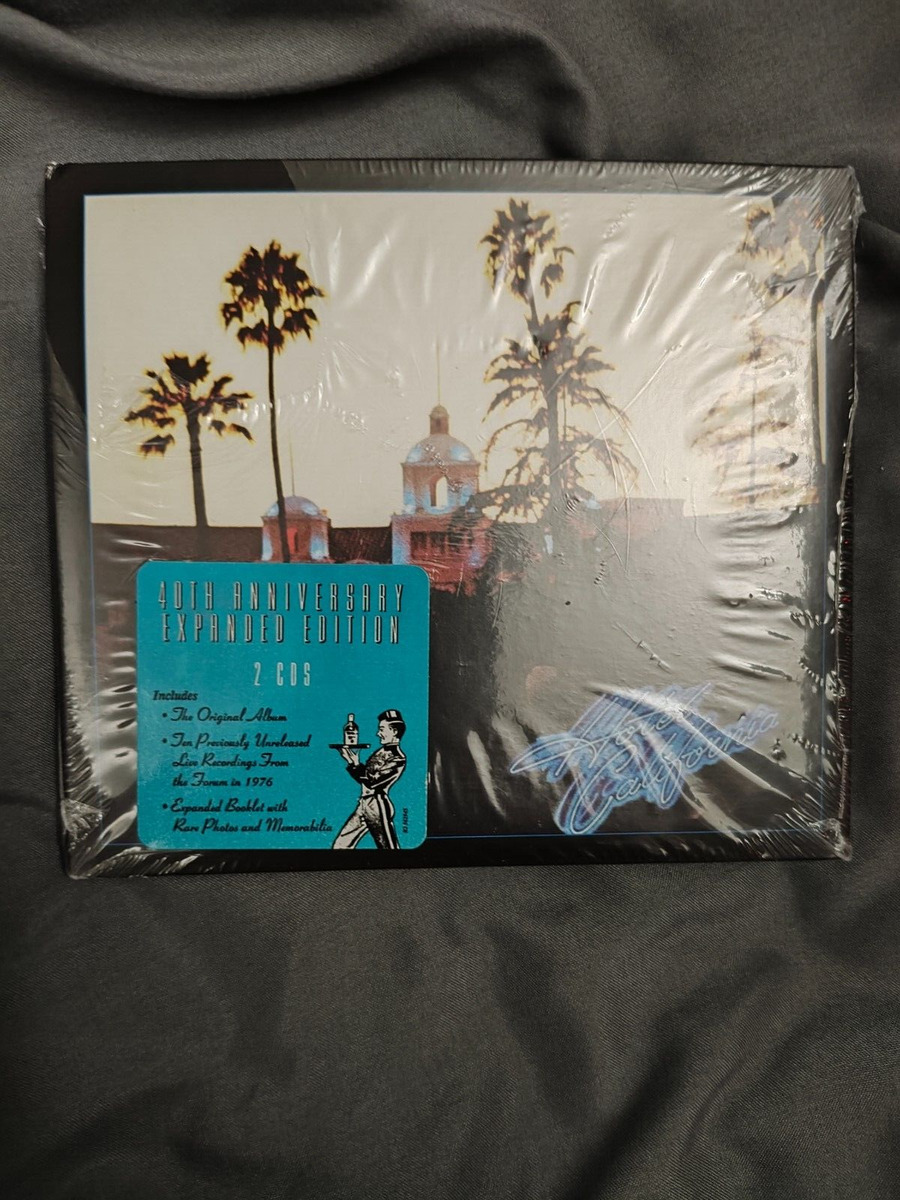 40TH ANNIVERSARY
EXPANDED EDITION
2 CDS
Includes
• The Original Album
• Ten Previously Unreleased
Live Recordings From
the Forum in 1976
• Expanded Booklet with
Rare Photos and Memorabilia
Hotel
California